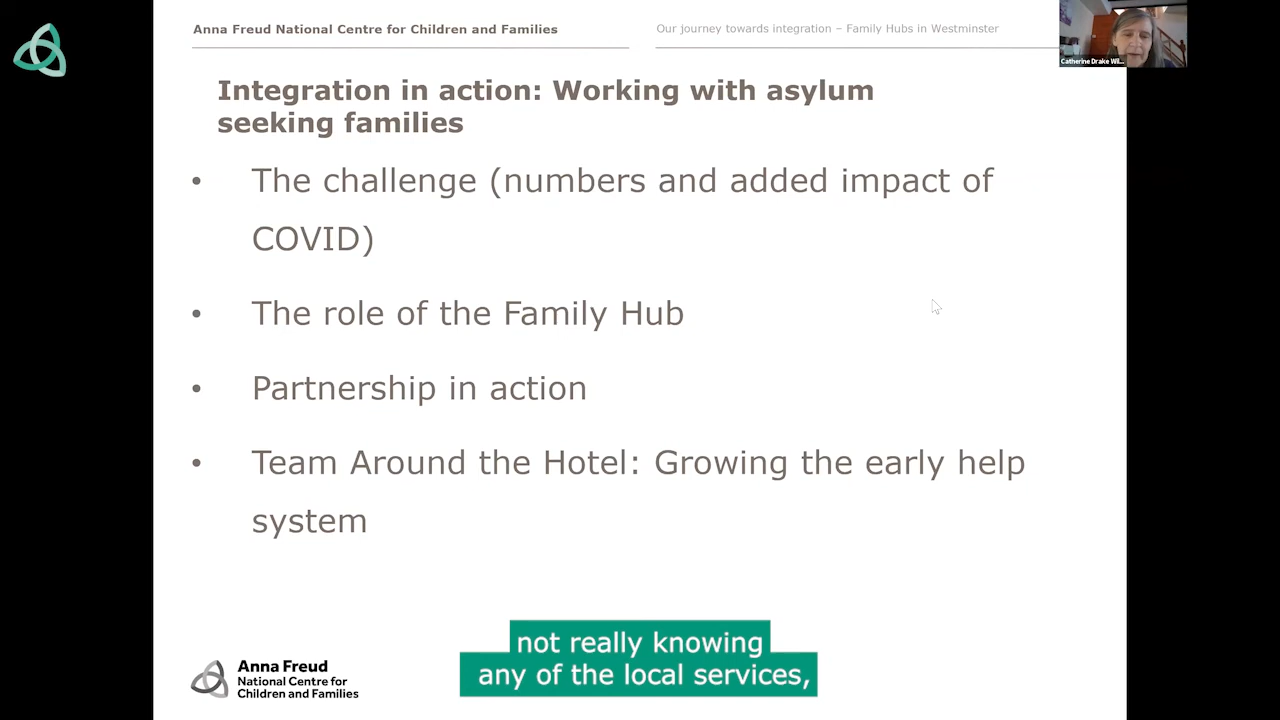 Anna Freud National Centre for Children and Families
Our journey towards integration – Family Hubs in Westminster
Catherine Drake Wil...
Integration in action: Working with asylum
seeking families
• The challenge (numbers and added impact of
COVID)
• The role of the Family Hub
• Partnership in action
• Team Around the Hotel: Growing the early help
system
Anna Freud
National Centre for
Children and Families
not really knowing
any of the local services,